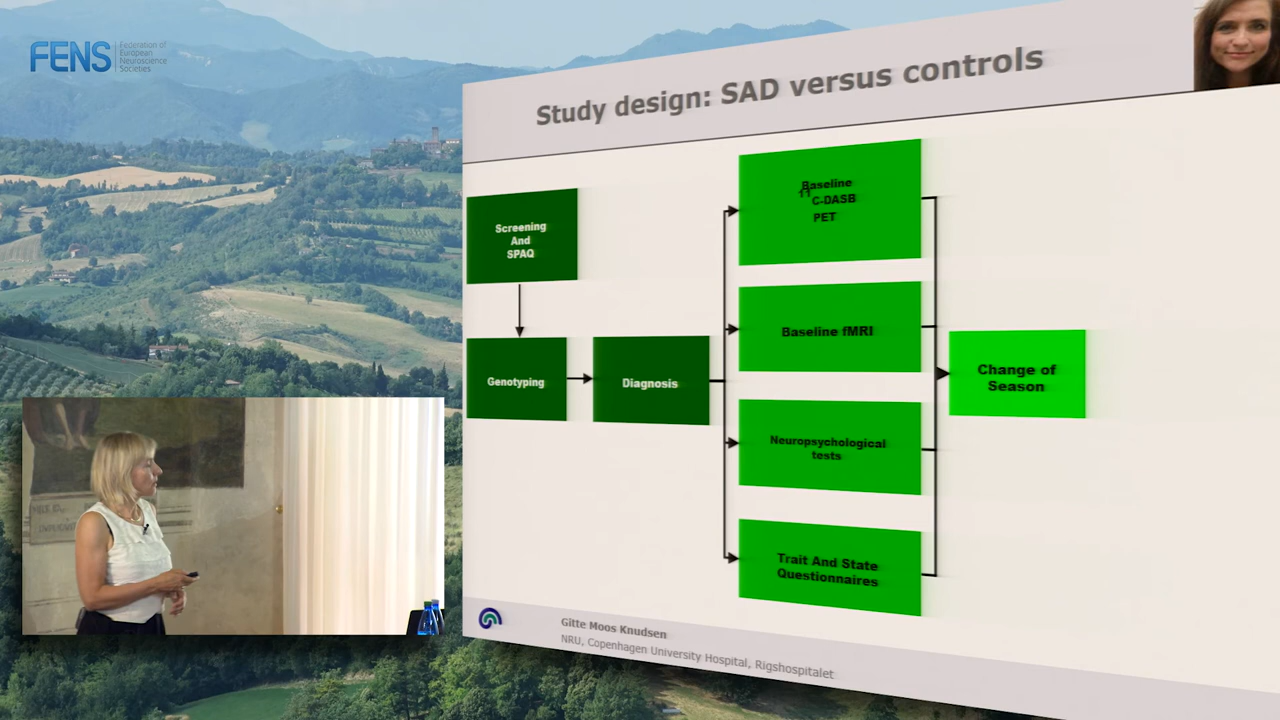 FENS
Federation of
European
Neuroscience
Societies
Study design: SAD versus controls
Screening
And
SPAQ
Genotyping
Diagnosis
Baseline
11C-DASB
PET
Baseline fMRI
Neuropsychological
tests
Trait And State
Questionnaires
Change of
Season
Gitte Moos Knudsen
NRU, Copenhagen University Hospital, Rigshospitalet